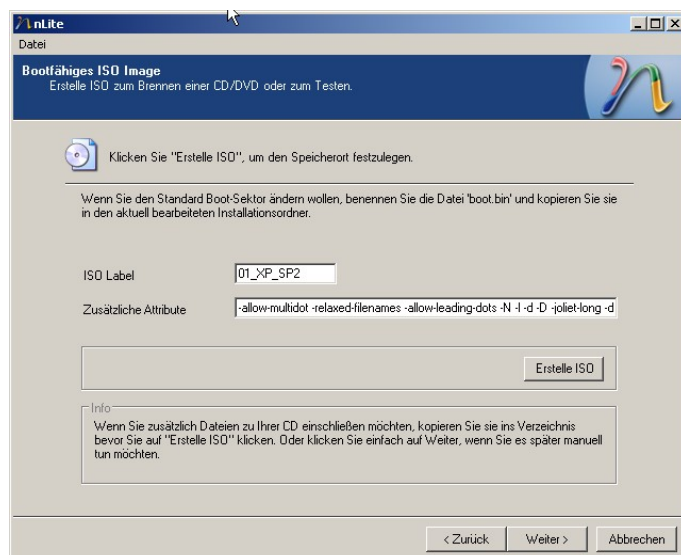 nLite
Datei
Bootfähiges ISO Image
Erstelle ISO zum Brennen einer CD/DVD oder zum Testen.
Klicken Sie "Erstelle ISO", um den Speicherort festzulegen.
Wenn Sie den Standard Boot-Sektor ändern wollen, benennen Sie die Datei 'boot.bin' und kopieren Sie sie
in den aktuell bearbeiteten Installationsordner.
ISO Label
01_XP_SP2
Zusätzliche Attribute
-allow-multidot -relaxed-filenames -allow-leading-dots -N -l -d -D -joliet-long -d
Erstelle ISO
Info
Wenn Sie zusätzlich Dateien zu Ihrer CD einschließen möchten, kopieren Sie sie ins Verzeichnis
bevor Sie auf "Erstelle ISO" klicken. Oder klicken Sie einfach auf Weiter, wenn Sie es später manuell
tun möchten.
< Zurück
Weiter >
Abbrechen